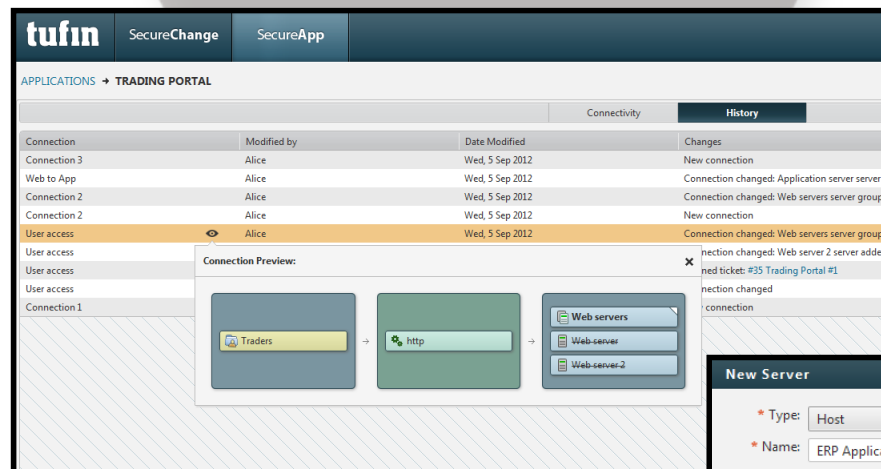 tufin SecureChange SecureApp
APPLICATIONS → TRADING PORTAL
Connectivity History
Connection Modified by Date Modified Changes
Connection 3 Alice Wed, 5 Sep 2012 New connection
Web to App Alice Wed, 5 Sep 2012 Connection changed: Application server server
Connection 2 Alice Wed, 5 Sep 2012 Connection changed: Web servers server group
Connection 2 Alice Wed, 5 Sep 2012 New connection
User access Alice Wed, 5 Sep 2012 Connection changed: Web servers server group
User access nection changed: Web server 2 server adde
Connection Preview:
User access ned ticket: #35 Trading Portal #1
User access nection changed
Connection 1 connection
Web servers
Traders → http → Web server
Web server 2
New Server
* Type: Host
* Name: ERP Applica